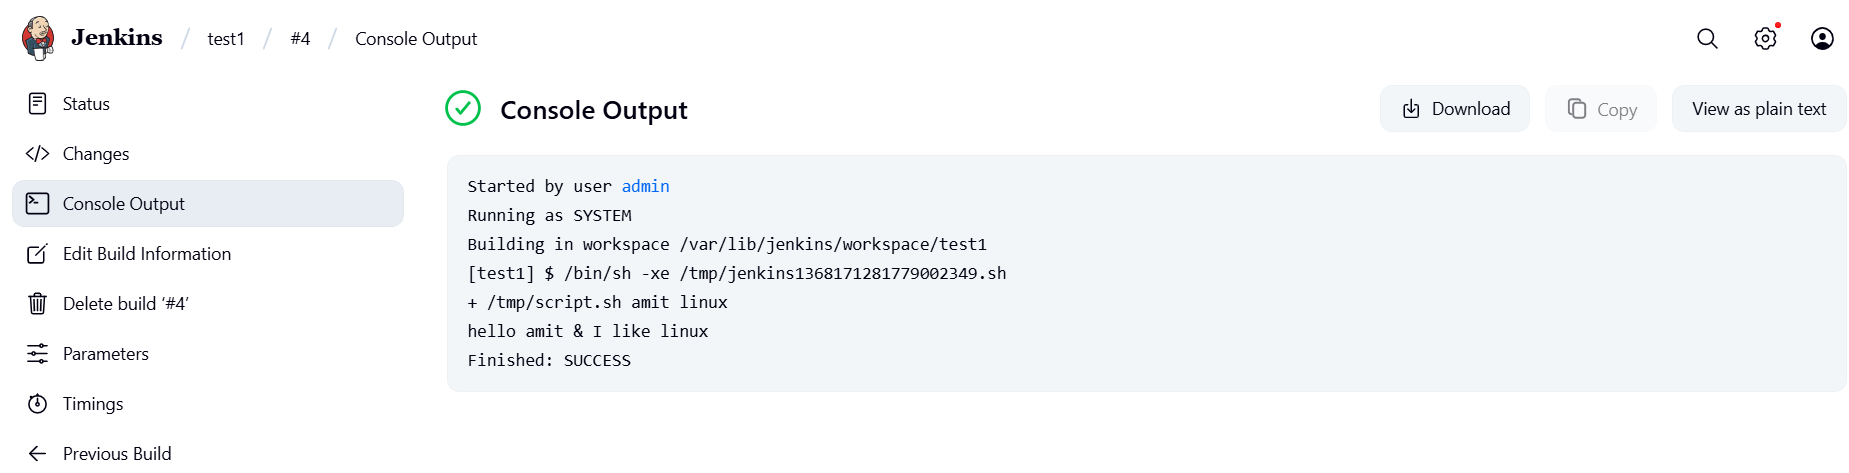 Jenkins / test1 / #4 / Console Output
Status
Changes
Console Output
Edit Build Information
Delete build ‘#4’
Parameters
Timings
Previous Build
Console Output
Download
Copy
View as plain text
Started by user admin
Running as SYSTEM
Building in workspace /var/lib/jenkins/workspace/test1
[test1] $ /bin/sh -xe /tmp/jenkins1368171281779002349.sh
+ /tmp/script.sh amit linux
hello amit & I like linux
Finished: SUCCESS